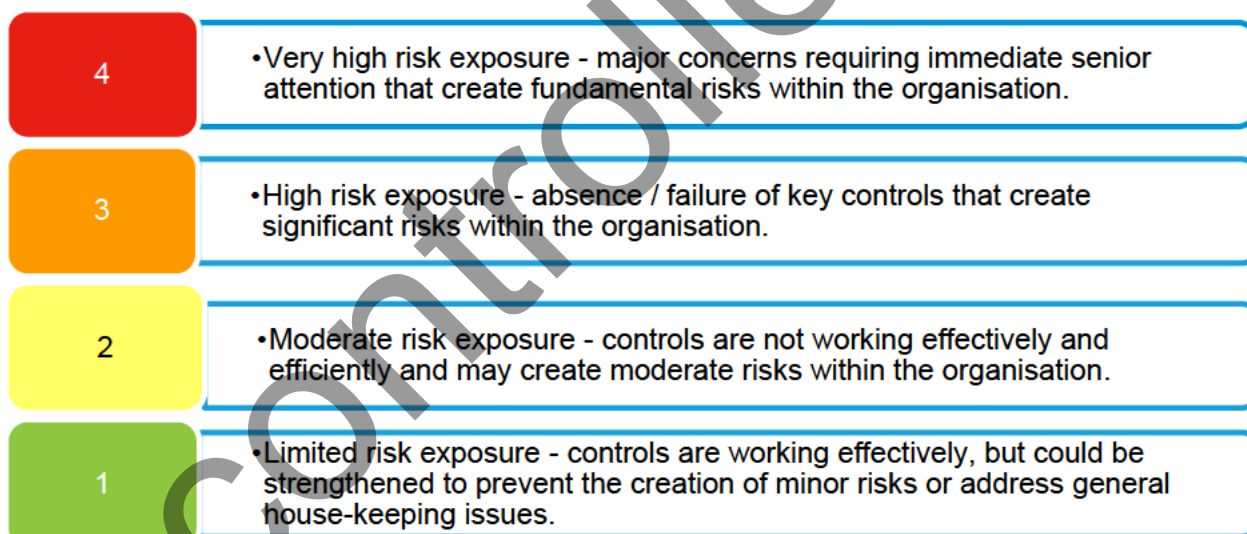 4
•Very high risk exposure - major concerns requiring immediate senior
attention that create fundamental risks within the organisation.
3
•High risk exposure - absence / failure of key controls that create
significant risks within the organisation.
2
•Moderate risk exposure - controls are not working effectively and
efficiently and may create moderate risks within the organisation.
1
•Limited risk exposure - controls are working effectively, but could be
strengthened to prevent the creation of minor risks or address general
house-keeping issues.
controlle